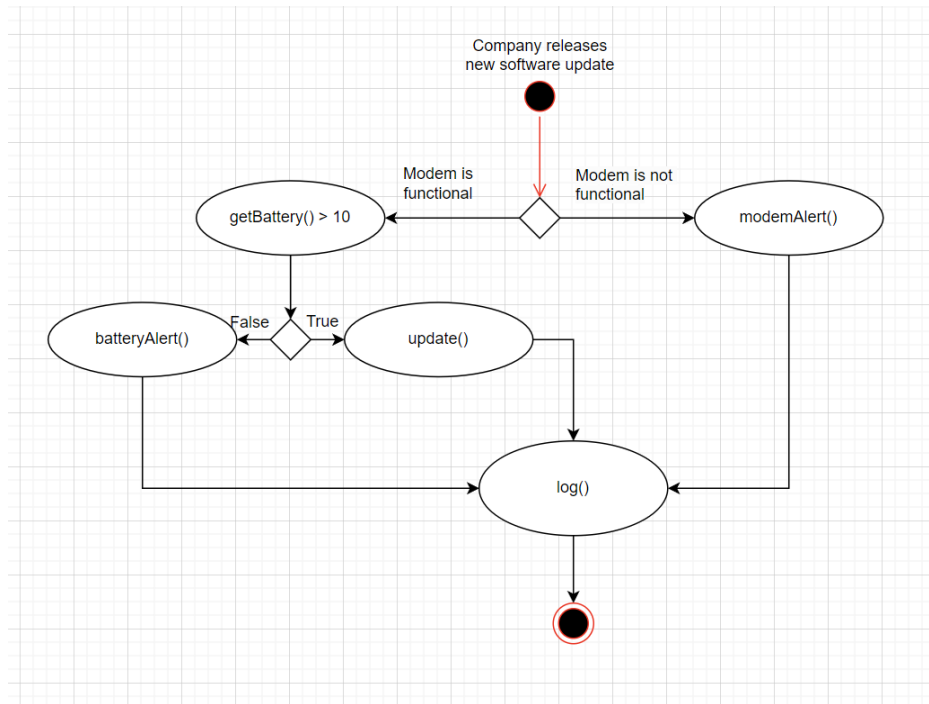 Company releases
new software update
Modem is
functional
Modem is not
functional
getBattery() > 10
modemAlert()
False
True
batteryAlert()
update()
log()